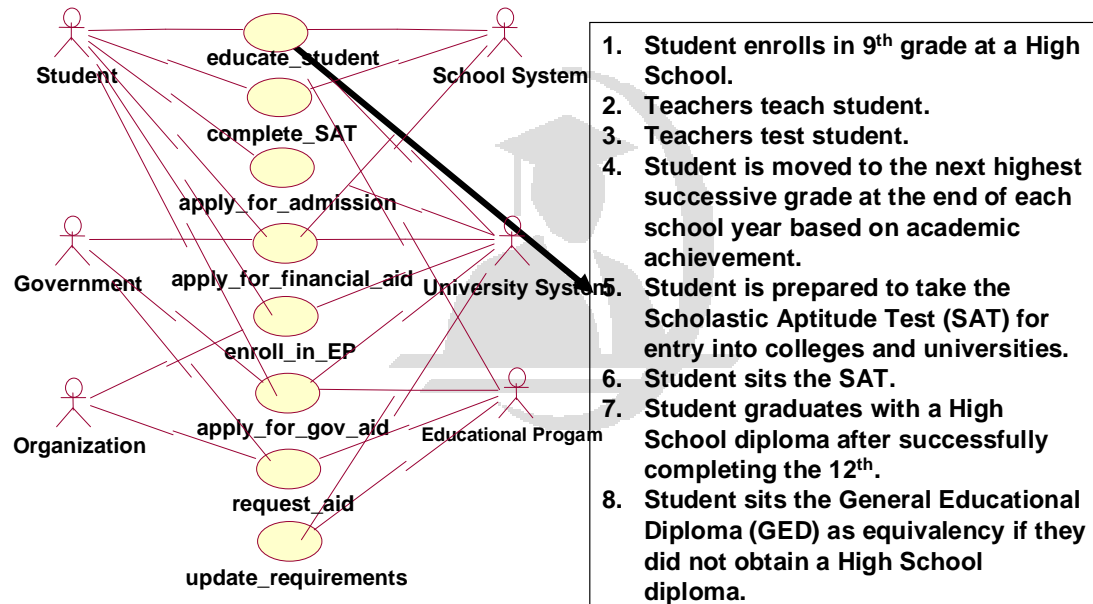 educate_student
Student
School System
complete_SAT
apply_for_admission
Government
apply_for_financial_aid
University System
enroll_in_EP
Organization
apply_for_gov_aid
Educational Progam
request_aid
update_requirements
1. Student enrolls in 9th grade at a High
School.
2. Teachers teach student.
3. Teachers test student.
4. Student is moved to the next highest
successive grade at the end of each
school year based on academic
achievement.
5. Student is prepared to take the
Scholastic Aptitude Test (SAT) for
entry into colleges and universities.
6. Student sits the SAT.
7. Student graduates with a High
School diploma after successfully
completing the 12th.
8. Student sits the General Educational
Diploma (GED) as equivalency if they
did not obtain a High School
diploma.